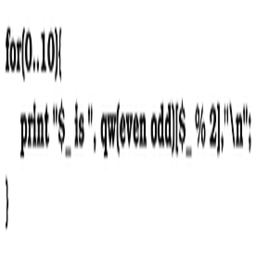 for(0..10){
print "$_ is ", qw(even odd)[$_ % 2],"\n";
}